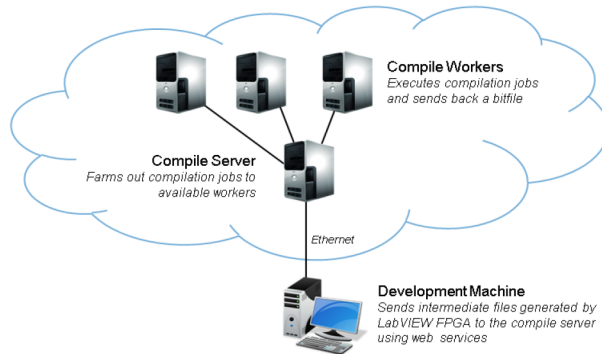 Compile Workers
Executes compilation jobs
and sends back a bitfile
Compile Server
Farms out compilation jobs to
available workers
Ethernet
Development Machine
Sends intermediate files generated by
LabVIEW FPGA to the compile server
using web services